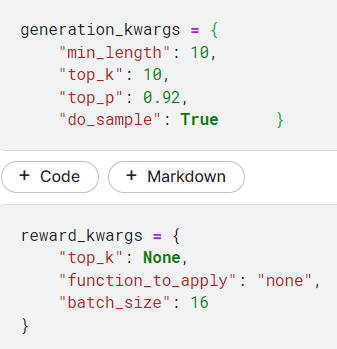 generation_kwargs = {
    "min_length": 10,
    "top_k": 10,
    "top_p": 0.92,
    "do_sample": True      }
+ Code + Markdown
reward_kwargs = {
    "top_k": None,
    "function_to_apply": "none",
    "batch_size": 16
}